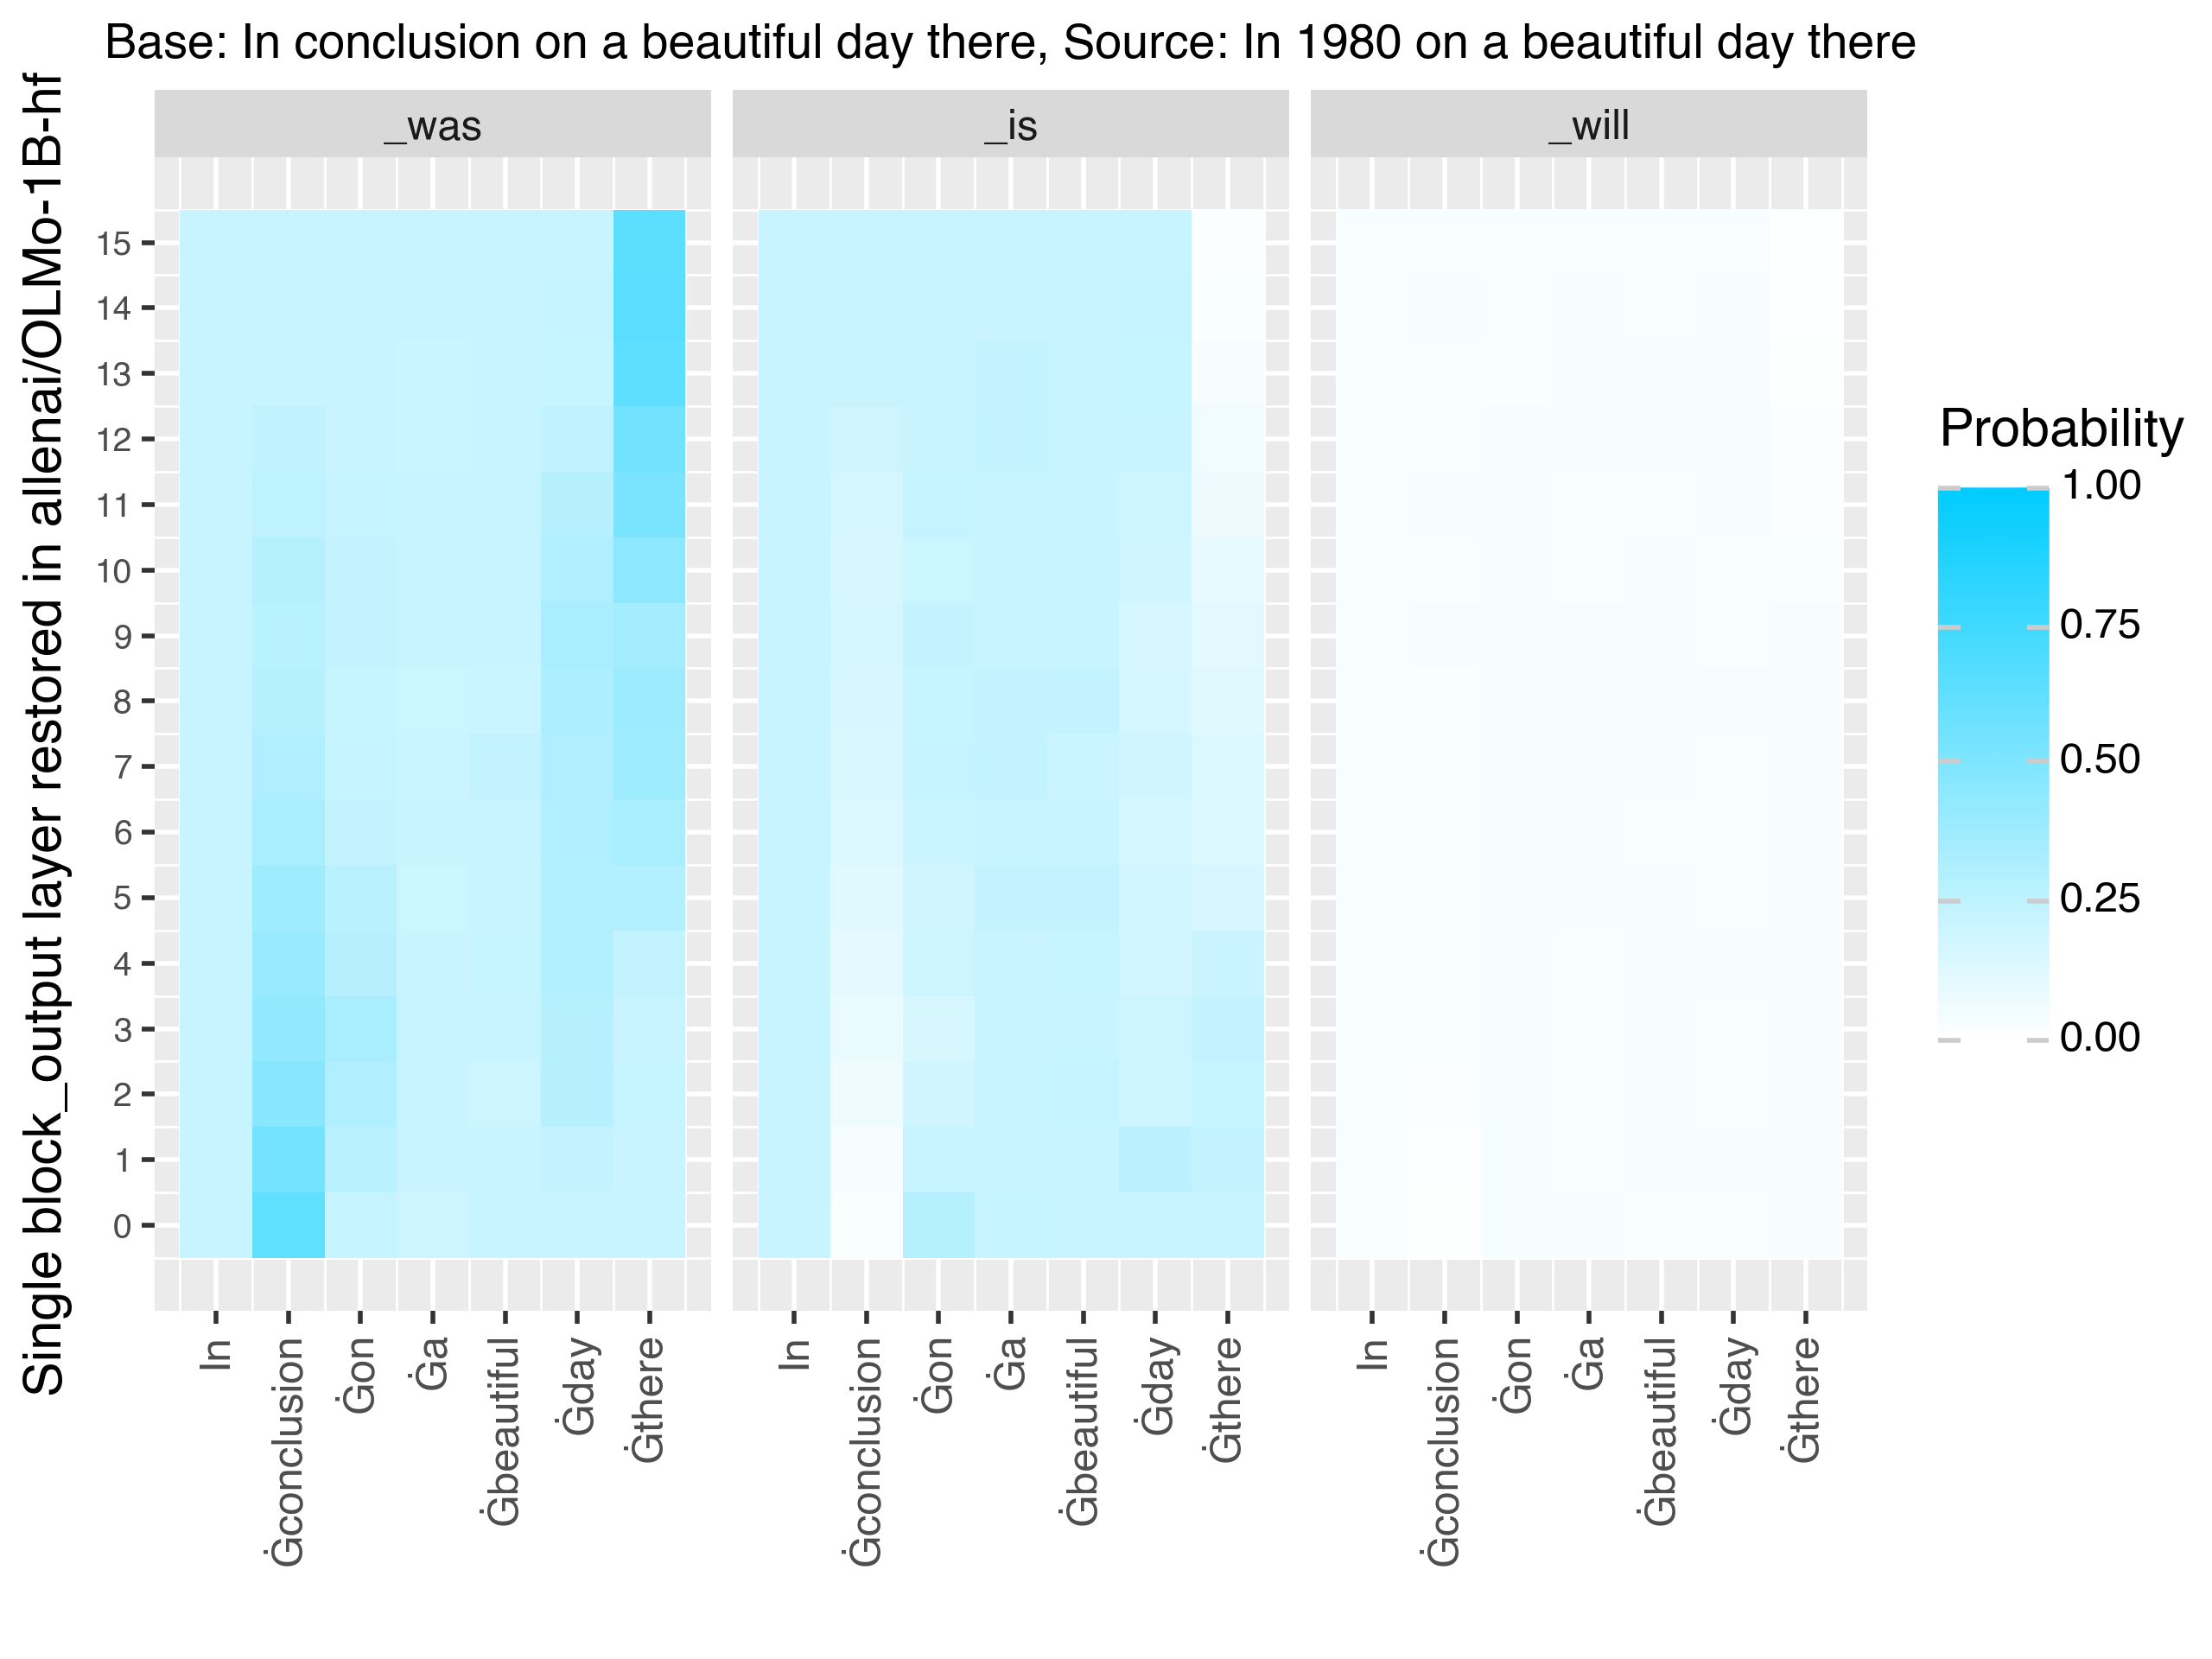 Base: In conclusion on a beautiful day there, Source: In 1980 on a beautiful day there
Single block_output layer restored in allenai/OLMo-1B-hf
_was
_is
_will
15
14
13
12
11
10
9
8
7
6
5
4
3
2
1
0
In
Ġconclusion
Ġon
Ġa
Ġbeautiful
Ġday
Ġthere
In
Ġconclusion
Ġon
Ġa
Ġbeautiful
Ġday
Ġthere
In
Ġconclusion
Ġon
Ġa
Ġbeautiful
Ġday
Ġthere
Probability
1.00
0.75
0.50
0.25
0.00